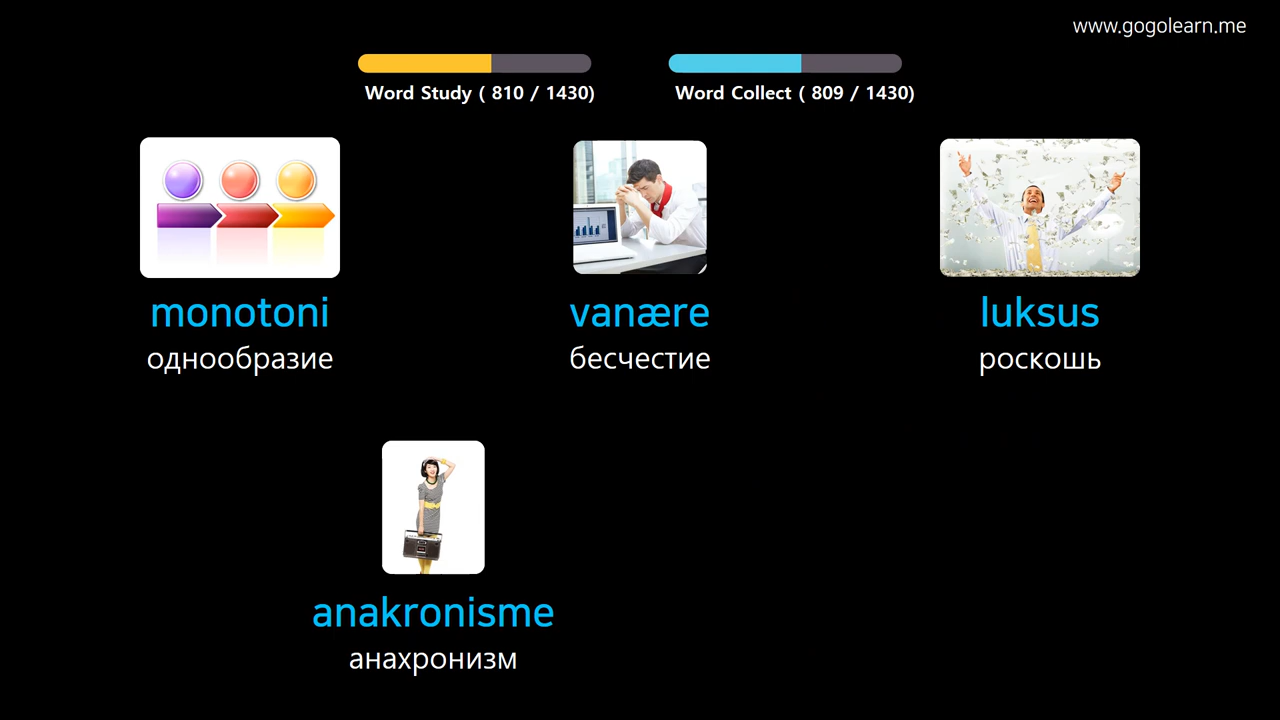 www.gogolearn.me
Word Study ( 810 / 1430)
Word Collect ( 809 / 1430)
monotoni
однообразие
vanære
бесчестие
luksus
роскошь
anakronisme
анахронизм